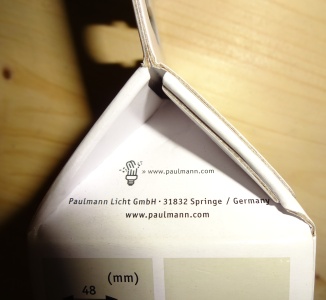 » www.paulmann.com
Paulmann Licht GmbH · 31832 Springe / Germany
www.paulmann.com
(mm)
48